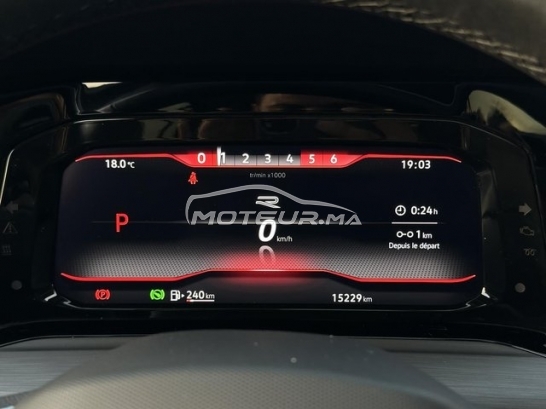 18.0 °C 0 1 2 3 4 5 6 19:03
tr/min x1000
MOTEUR.MA
P 0 km/h
0:24 h
1 km
Depuis le départ
240 km 15229 km